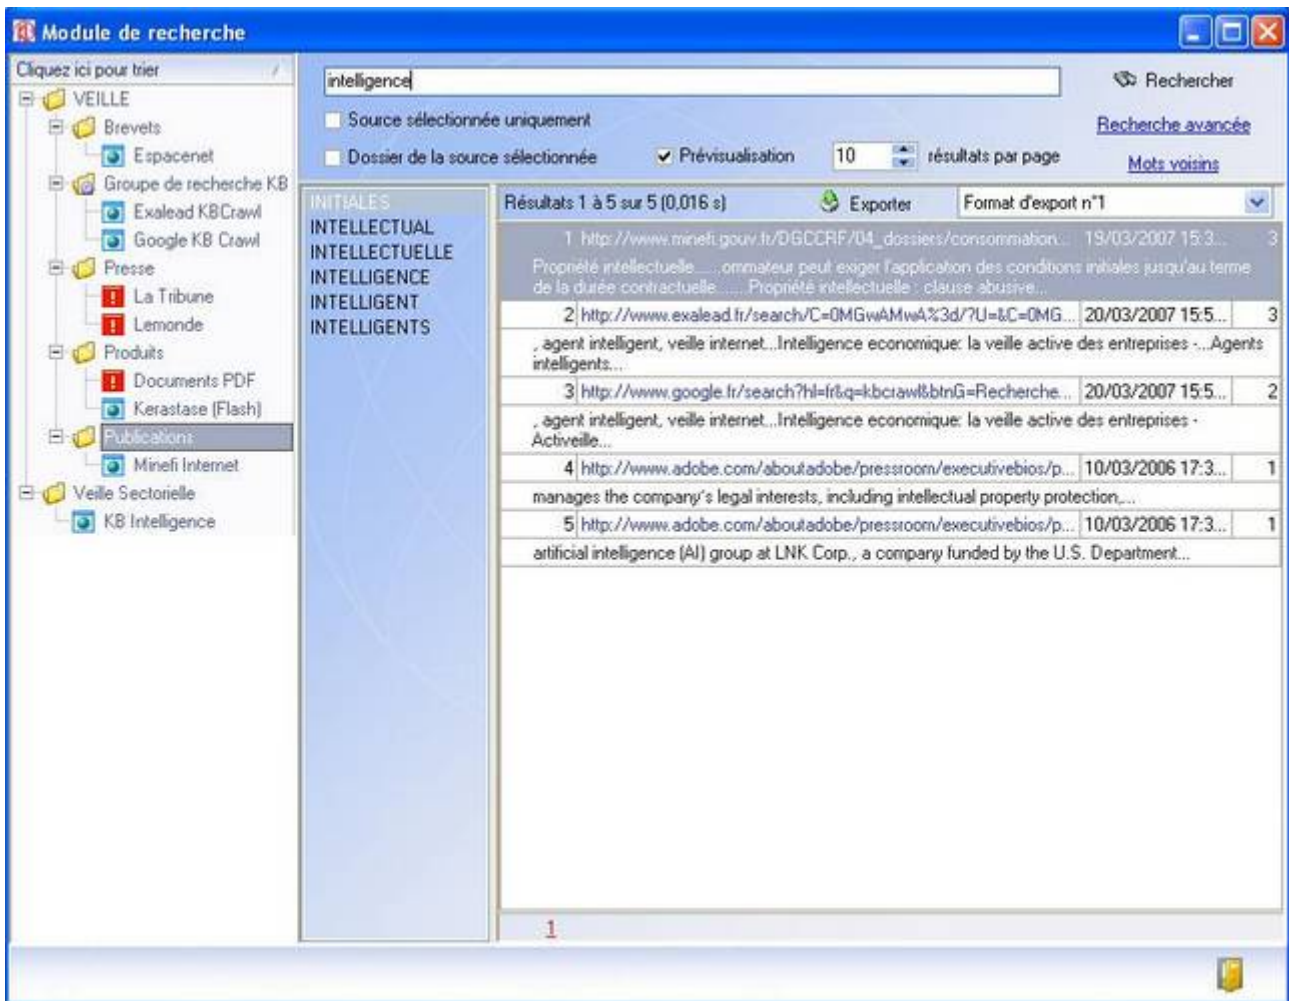 Module de recherche
Cliquez ici pour trier
VEILLE
Brevets
Espacenet
Groupe de recherche KB
Exalead KBCrawl
Google KB Crawl
Presse
La Tribune
Lemonde
Produits
Documents PDF
Kerastase (Flash)
Publications
Minefi Internet
Veille Sectorielle
KB Intelligence
intelligence
Rechercher
Source sélectionnée uniquement
Recherche avancée
Dossier de la source sélectionnée
Prévisualisation
10
résultats par page
Mots voisins
INITIALES
INTELLECTUAL
INTELLECTUELLE
INTELLIGENCE
INTELLIGENT
INTELLIGENTS
Résultats 1 à 5 sur 5 (0,016 s)
Exporter
Format d'export n°1
1 http://www.minefi.gouv.fr/DGCCRF/04_dossiers/consommation... 19/03/2007 15:3... 3
Propriété intellectuelle......ommateur peut exiger l'application des conditions initiales jusqu'au terme
de la durée contractuelle.......Propriété intellectuelle : clause abusive...
2 http://www.exalead.fr/search/C=0MGwAMwA%3d/?U=&C=0MG... 20/03/2007 15:5... 3
, agent intelligent, veille internet...Intelligence economique: la veille active des entreprises -...Agents
intelligents...
3 http://www.google.fr/search?hl=fr&q=kbcrawl&btnG=Recherche... 20/03/2007 15:5... 2
, agent intelligent, veille internet...Intelligence economique: la veille active des entreprises -
Activeille...
4 http://www.adobe.com/aboutadobe/pressroom/executivebios/p... 10/03/2006 17:3... 1
manages the company's legal interests, including intellectual property protection,...
5 http://www.adobe.com/aboutadobe/pressroom/executivebios/p... 10/03/2006 17:3... 1
artificial intelligence (AI) group at LNK Corp., a company funded by the U.S. Department...
1